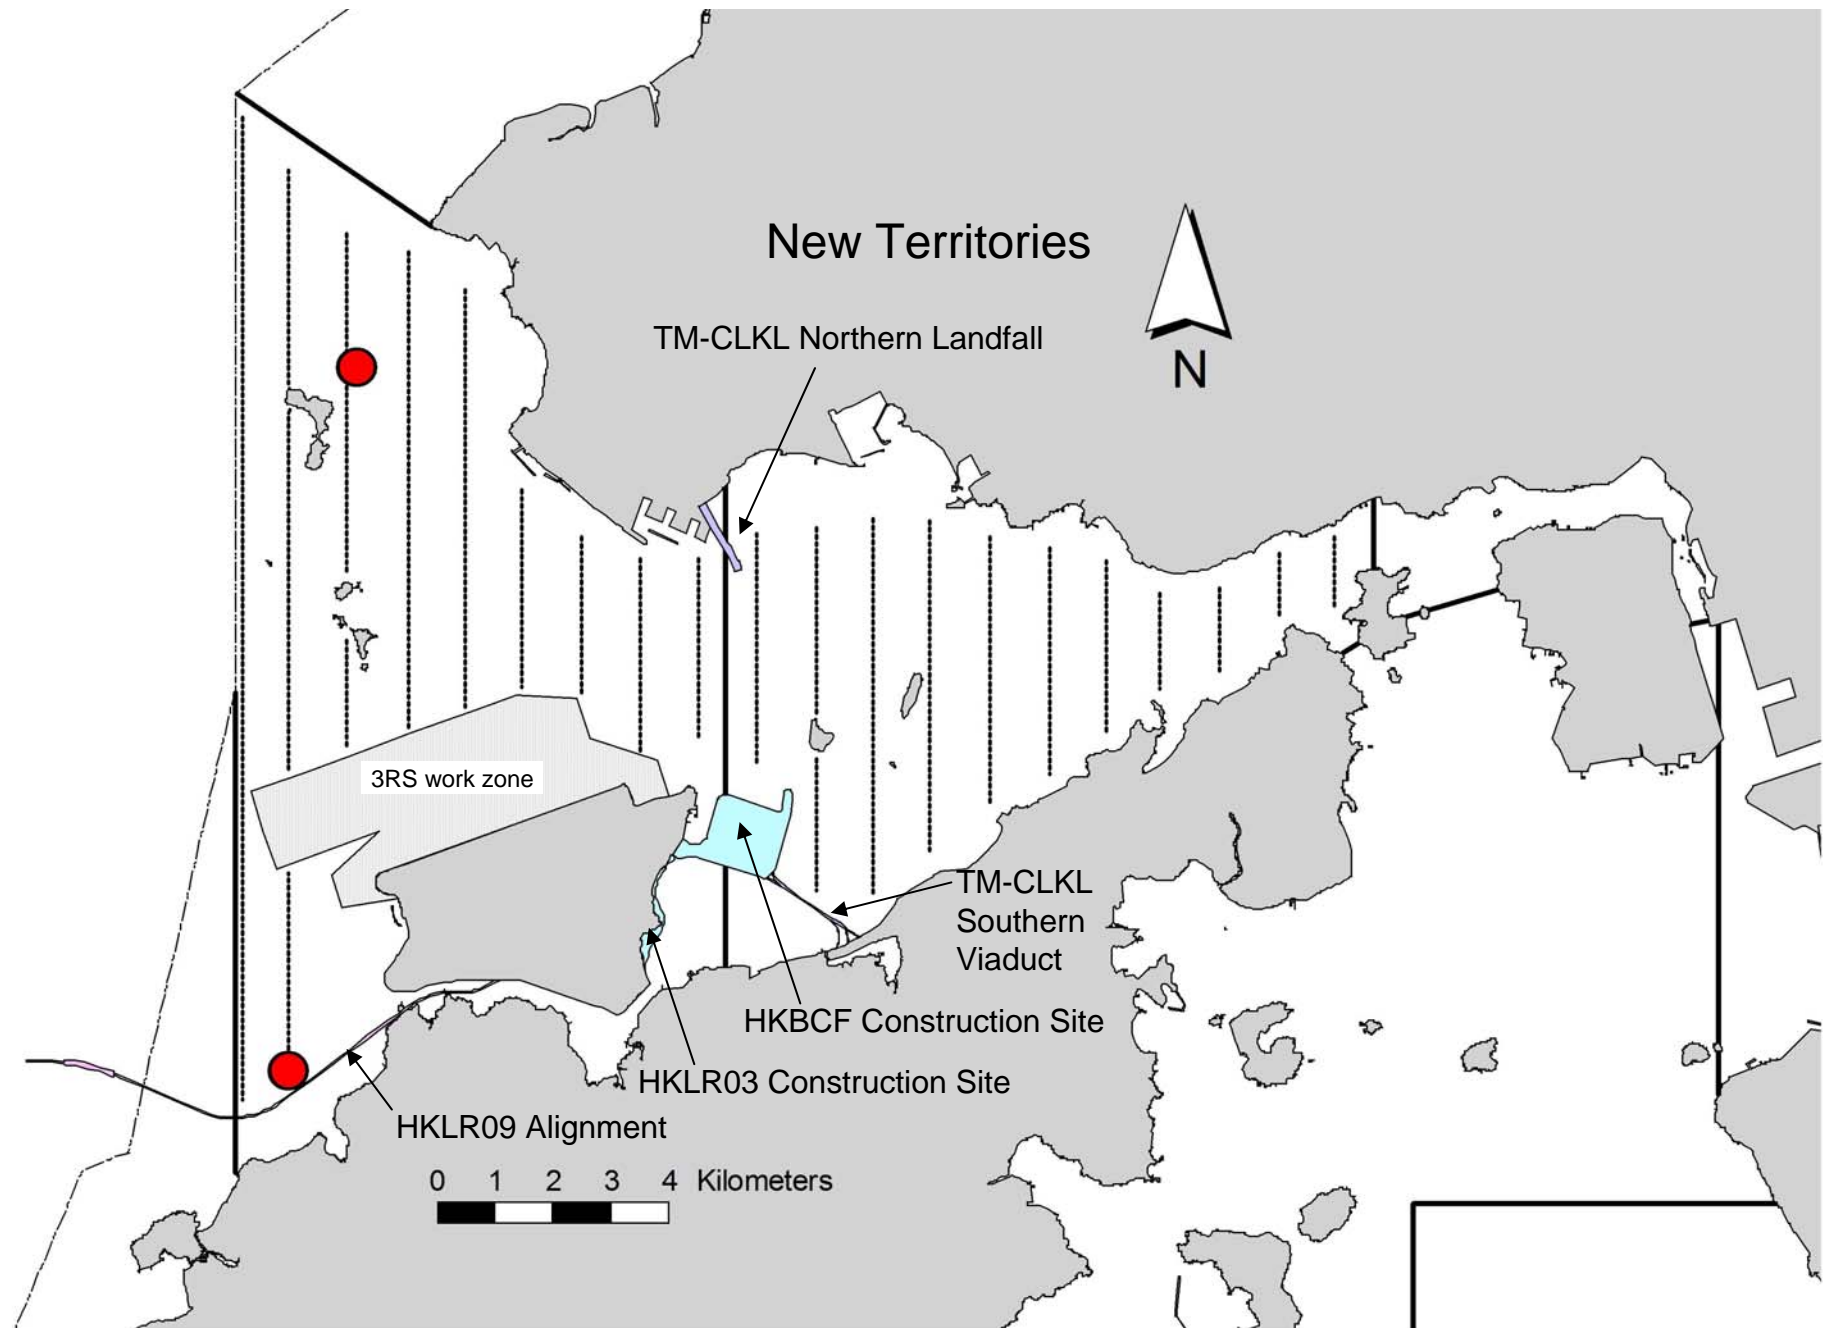 New Territories
TM-CLKL Northern Landfall
N
3RS work zone
TM-CLKL
Southern
Viaduct
HKBCF Construction Site
HKLR03 Construction Site
HKLR09 Alignment
0 1 2 3 4 Kilometers